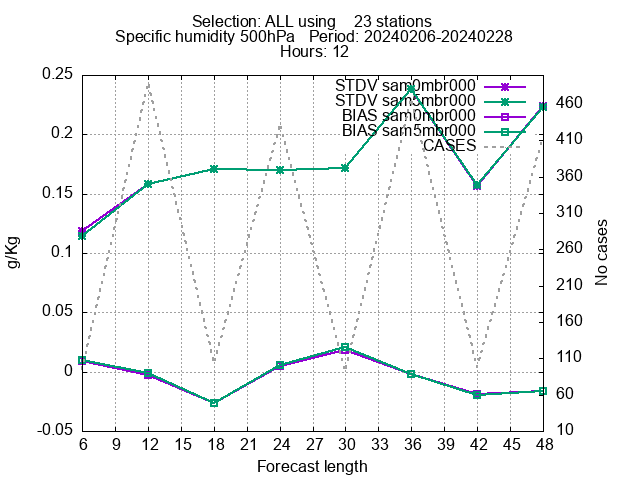 Selection: ALL using    23 stations
Specific humidity 500hPa   Period: 20240206-20240228
Hours: 12
STDV sam0mbr000
STDV sam5mbr000
BIAS sam0mbr000
BIAS sam5mbr000
CASES
g/Kg
0.25
0.2
0.15
0.1
0.05
0
-0.05
No cases
460
410
360
310
260
210
160
110
60
10
6 9 12 15 18 21 24 27 30 33 36 39 42 45 48
Forecast length